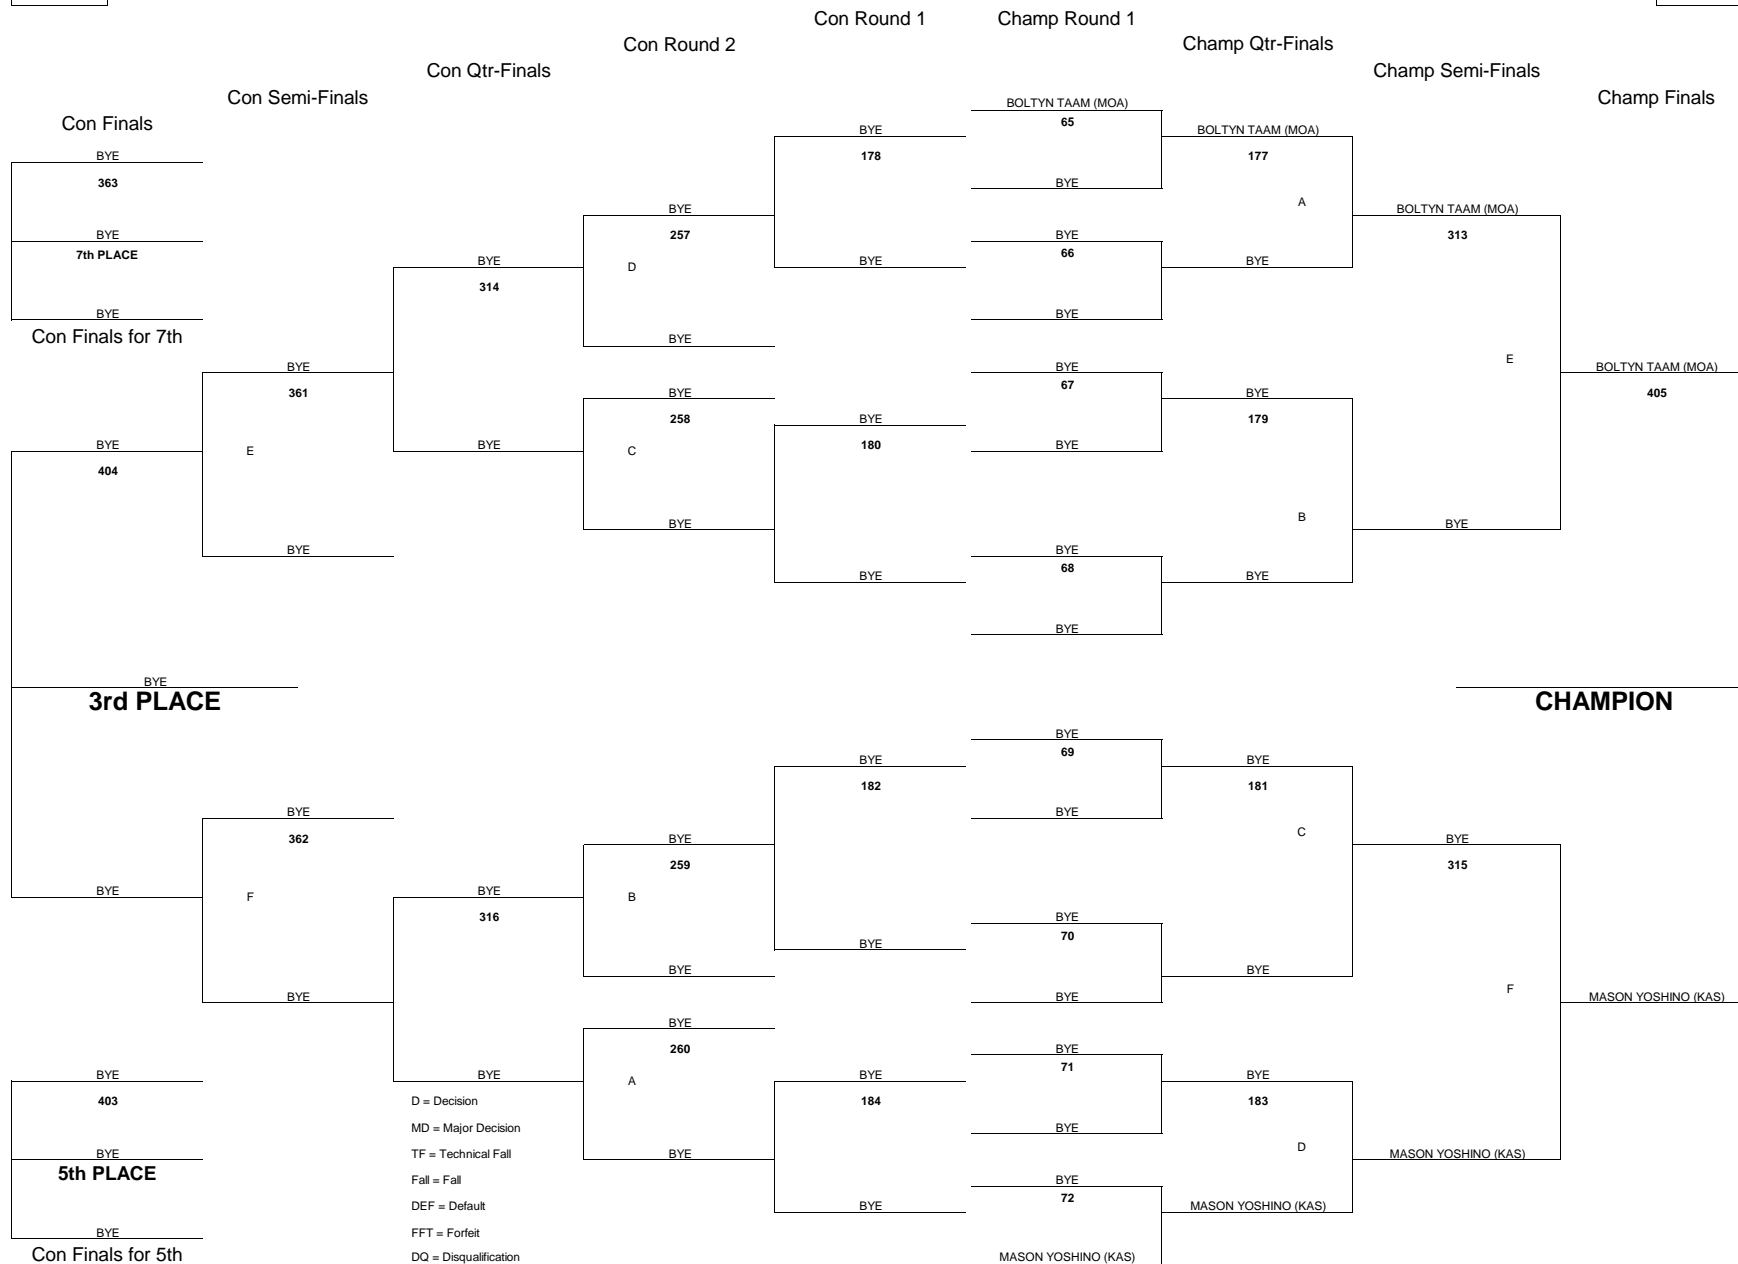 Con Round 1
Champ Round 1
Con Round 2
Champ Qtr-Finals
Con Qtr-Finals
Champ Semi-Finals
Con Semi-Finals
Champ Finals
Con Finals
BOLTYN TAAM (MOA)
65
BYE
BOLTYN TAAM (MOA)
BYE
178
177
BYE
363
BYE
A
BYE
BOLTYN TAAM (MOA)
BYE
BYE
257
313
7th PLACE
66
BYE
D
BYE
BYE
314
BYE
BYE
Con Finals for 7th
BYE
E
BYE
BYE
BOLTYN TAAM (MOA)
361
67
405
BYE
BYE
258
BYE
179
BYE
E
BYE
C
180
BYE
404
B
BYE
BYE
BYE
BYE
68
BYE
BYE
BYE
BYE
3rd PLACE
CHAMPION
BYE
69
BYE
BYE
182
181
BYE
BYE
362
C
BYE
BYE
259
315
BYE
F
BYE
B
316
BYE
70
BYE
BYE
BYE
F
BYE
BYE
MASON YOSHINO (KAS)
BYE
260
BYE
71
BYE
BYE
A
BYE
BYE
403
D = Decision
184
183
MD = Major Decision
BYE
D
BYE
TF = Technical Fall
BYE
MASON YOSHINO (KAS)
5th PLACE
Fall = Fall
BYE
72
DEF = Default
BYE
MASON YOSHINO (KAS)
BYE
FFT = Forfeit
Con Finals for 5th
DQ = Disqualification
MASON YOSHINO (KAS)